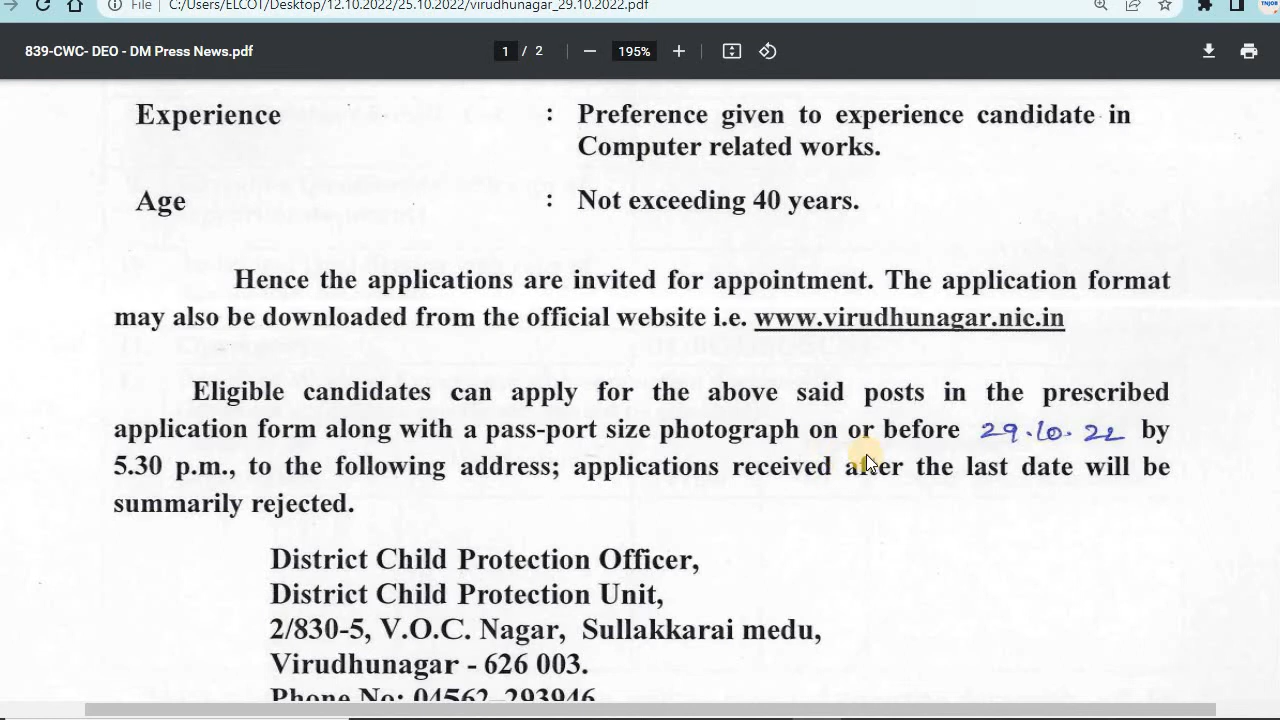 File C:/Users/ELCOT/Desktop/12.10.2022/25.10.2022/virudhunagar_29.10.2022.pdf
TNJOB
839-CWC- DEO - DM Press News.pdf 1 / 2 195%
Experience : Preference given to experience candidate in
Computer related works.
Age : Not exceeding 40 years.
Hence the applications are invited for appointment. The application format
may also be downloaded from the official website i.e. www.virudhunagar.nic.in
Eligible candidates can apply for the above said posts in the prescribed
application form along with a pass-port size photograph on or before 29.10.22 by
5.30 p.m., to the following address; applications received after the last date will be
summarily rejected.
District Child Protection Officer,
District Child Protection Unit,
2/830-5, V.O.C. Nagar, Sullakkarai medu,
Virudhunagar - 626 003.
Phone No: 04562-293946